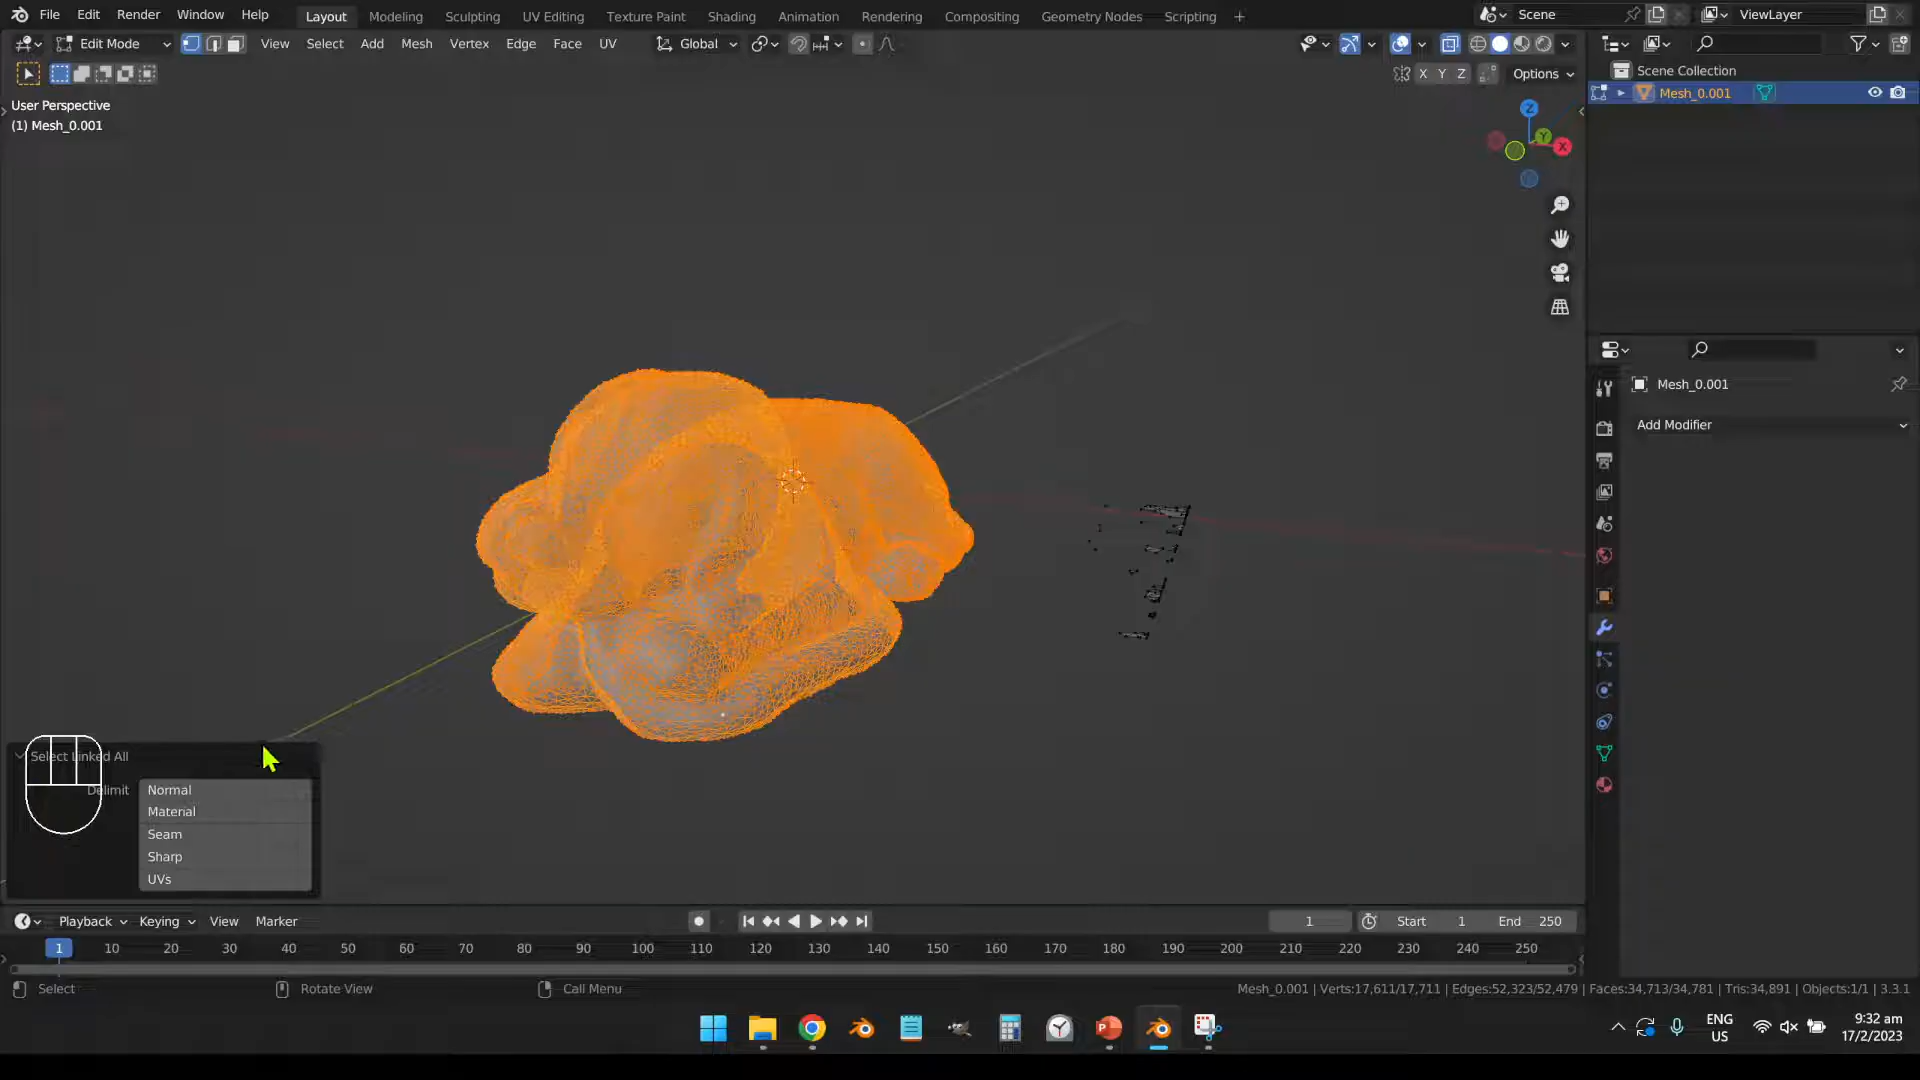 File Edit Render Window Help Layout Modeling Sculpting UV Editing Texture Paint Shading Animation Rendering Compositing Geometry Nodes Scripting + Scene ViewLayer
Edit Mode View Select Add Mesh Vertex Edge Face UV Global
X Y Z Options
Scene Collection
Mesh_0.001
User Perspective
(1) Mesh_0.001
Z
Y
X
Mesh_0.001
Add Modifier
Select Linked All
Delimit Normal
Material
Seam
Sharp
UVs
Playback Keying View Marker 1 Start 1 End 250
1 10 20 30 40 50 60 70 80 90 100 110 120 130 140 150 160 170 180 190 200 210 220 230 240 250
Select Rotate View Call Menu Mesh_0.001 | Verts:17,611/17,711 | Edges:52,323/52,479 | Faces:34,713/34,781 | Tris:34,891 | Objects:1/1 | 3.3.1
ENG
US
9:32 am
17/2/2023